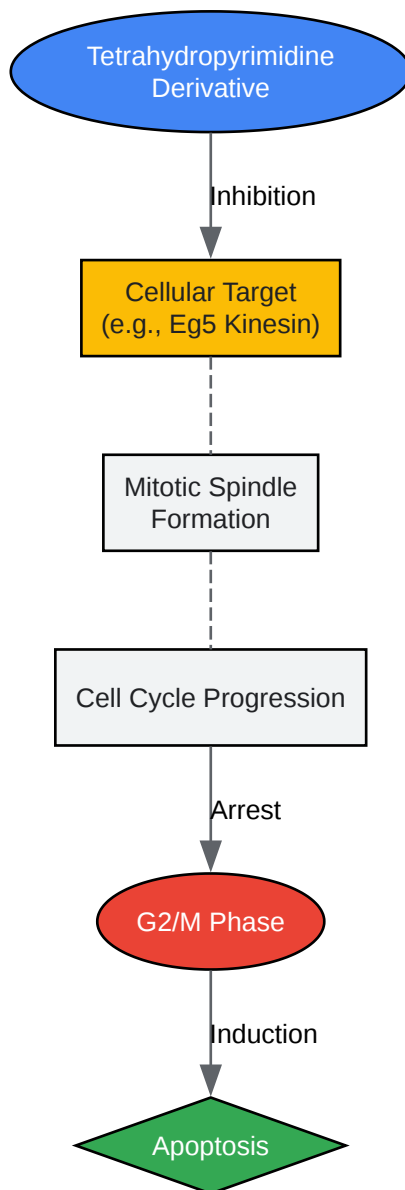 Tetrahydropyrimidine
Derivative
Inhibition
Cellular Target
(e.g., Eg5 Kinesin)
Mitotic Spindle
Formation
Cell Cycle Progression
Arrest
G2/M Phase
Induction
Apoptosis